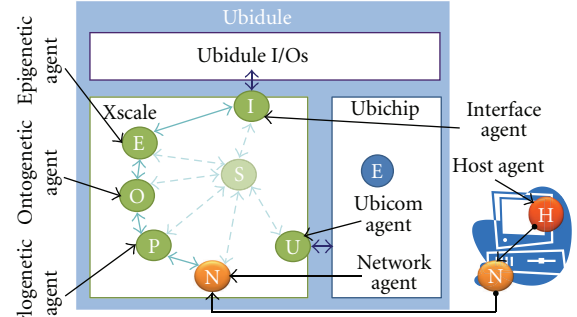 Ubidule
Ubidule I/Os
Epigenetic
agent
Xscale
I
Ubichip
Interface
agent
E
Host agent
S
E
Ontogenetic
agent
O
H
Ubicom
agent
P
U
Network
agent
N
N
agent